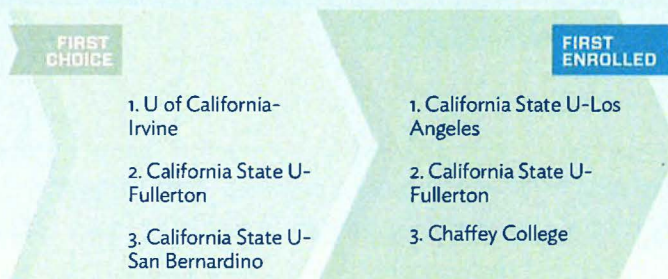 FIRST
CHOICE
1. U of California-
Irvine
2. California State U-
Fullerton
3. California State U-
San Bernardino
FIRST
ENROLLED
1. California State U-Los
Angeles
2. California State U-
Fullerton
3. Chaffey College